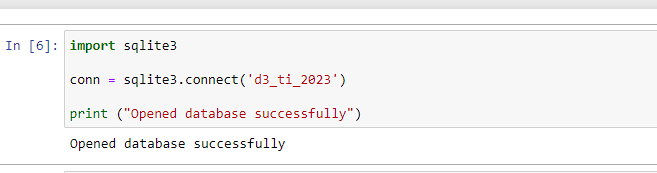 In [6]: import sqlite3
conn = sqlite3.connect('d3_ti_2023')
print ("Opened database successfully")
Opened database successfully